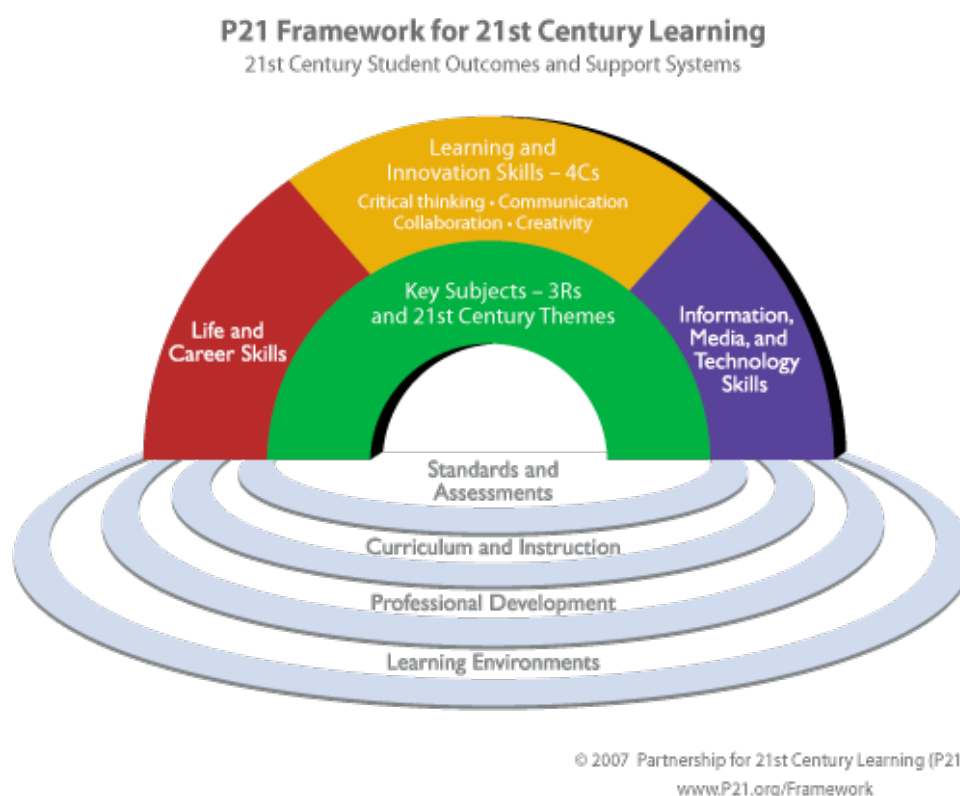 P21 Framework for 21st Century Learning
21st Century Student Outcomes and Support Systems
Learning and
Innovation Skills – 4Cs
Critical thinking • Communication
Collaboration • Creativity
Key Subjects – 3Rs
and 21st Century Themes
Life and
Career Skills
Information,
Media, and
Technology
Skills
Standards and
Assessments
Curriculum and Instruction
Professional Development
Learning Environments
© 2007 Partnership for 21st Century Learning (P21
www.P21.org/Framework